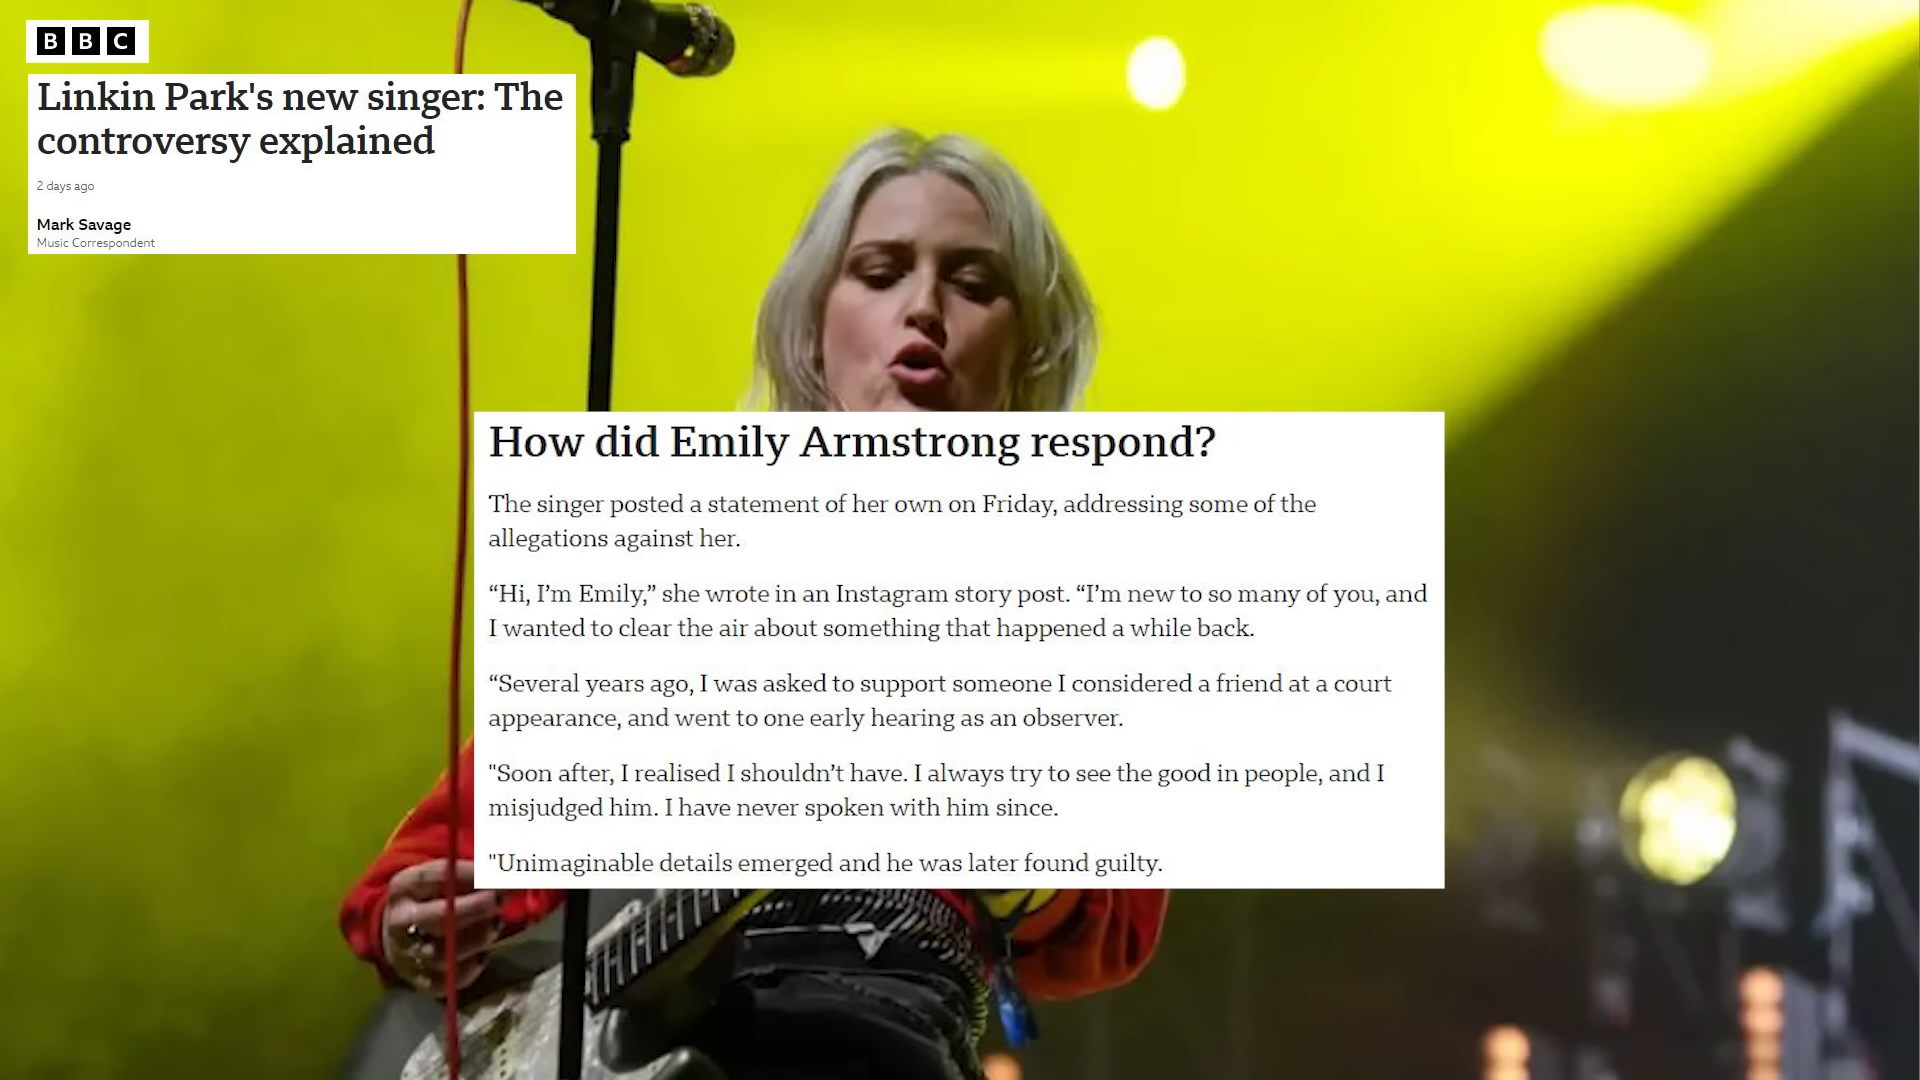 BBC
Linkin Park's new singer: The
controversy explained
2 days ago
Mark Savage
Music Correspondent
How did Emily Armstrong respond?
The singer posted a statement of her own on Friday, addressing some of the
allegations against her.
“Hi, I’m Emily,” she wrote in an Instagram story post. “I’m new to so many of you, and
I wanted to clear the air about something that happened a while back.
“Several years ago, I was asked to support someone I considered a friend at a court
appearance, and went to one early hearing as an observer.
"Soon after, I realised I shouldn’t have. I always try to see the good in people, and I
misjudged him. I have never spoken with him since.
"Unimaginable details emerged and he was later found guilty.